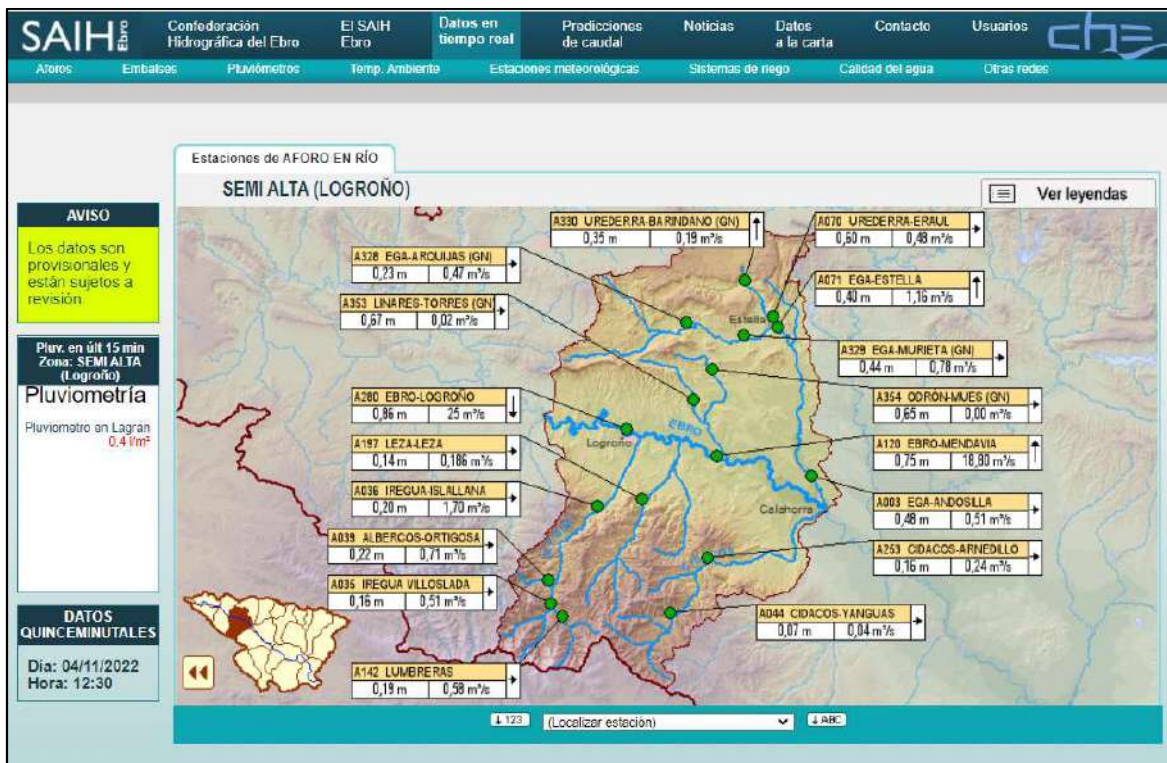 SAIH Ebro
Confederación
Hidrográfica del Ebro
El SAIH
Ebro
Datos en
tiempo real
Predicciones
de caudal
Noticias
Datos
a la carta
Contacto
Usuarios
che
Aforos
Embalses
Pluviómetros
Temp. Ambiente
Estaciones meteorológicas
Sistemas de riego
Calidad del agua
Otras redes
Estaciones de AFORO EN RÍO
SEMI ALTA (LOGROÑO)
Ver leyendas
AVISO
Los datos son
provisionales y
están sujetos a
revisión.
Pluv. en últ 15 min
Zona: SEMI ALTA
(Logroño)
Pluviometría
Pluviometro en Lagran
0,4 l/m²
DATOS
QUINCEMINUTALES
Día: 04/11/2022
Hora: 12:30
A330 UREDERRA-BARINDANO (GN)
0,35 m 0,19 m³/s
A070 UREDERRA-ERAUL
0,60 m 0,48 m³/s
A328 EGA-ARQUIJAS (GN)
0,23 m 0,47 m³/s
A071 EGA-ESTELLA
0,40 m 1,16 m³/s
A353 LINARES-TORRES (GN)
0,67 m 0,02 m³/s
Estella
A329 EGA-MURIETA (GN)
0,44 m 0,78 m³/s
A280 EBRO-LOGROÑO
0,86 m 25 m³/s
A354 ODRON-MUES (GN)
0,65 m 0,00 m³/s
EBRO
Logroño
A197 LEZA-LEZA
0,14 m 0,186 m³/s
A120 EBRO-MENDAVIA
0,75 m 18,80 m³/s
A036 IREGUA-ISLALLANA
0,20 m 1,70 m³/s
A003 EGA-ANDOSILLA
0,48 m 0,51 m³/s
Calahorra
A039 ALBERCOS-ORTIGOSA
0,22 m 0,71 m³/s
A253 CIDACOS-ARNEDILLO
0,16 m 0,24 m³/s
A035 IREGUA VILLOSLADA
0,16 m 0,51 m³/s
A044 CIDACOS-YANGUAS
0,07 m 0,04 m³/s
A142 LUMBRERAS
0,19 m 0,58 m³/s
↓ 123
(Localizar estación)
↓ ABC